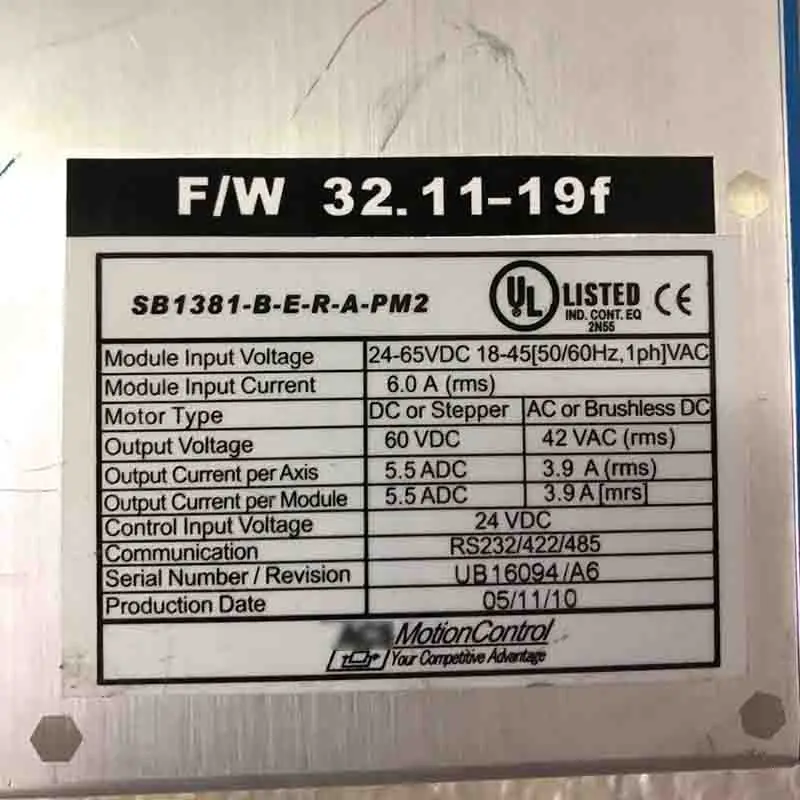 F/W 32.11-19f
SB1381-B-E-R-A-PM2
UL LISTED CE
IND. CONT. EQ
2N55
Module Input Voltage 24-65VDC 18-45[50/60Hz,1ph]VAC
Module Input Current 6.0 A (rms)
Motor Type DC or Stepper AC or Brushless DC
Output Voltage 60 VDC 42 VAC (rms)
Output Current per Axis 5.5 ADC 3.9 A (rms)
Output Current per Module 5.5 ADC 3.9 A [mrs]
Control Input Voltage 24 VDC
Communication RS232/422/485
Serial Number / Revision UB16094/A6
Production Date 05/11/10
MotionControl
Your Competitive Advantage